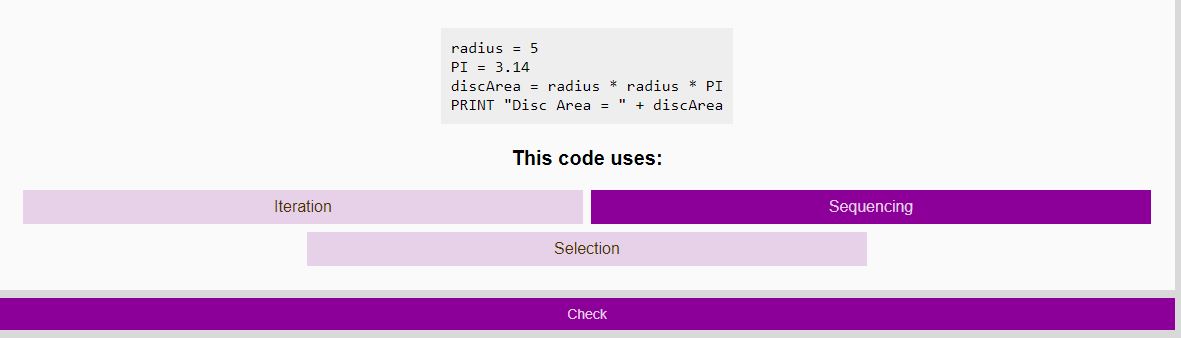 radius = 5
PI = 3.14
discArea = radius * radius * PI
PRINT "Disc Area = " + discArea
This code uses:
Iteration
Sequencing
Selection
Check